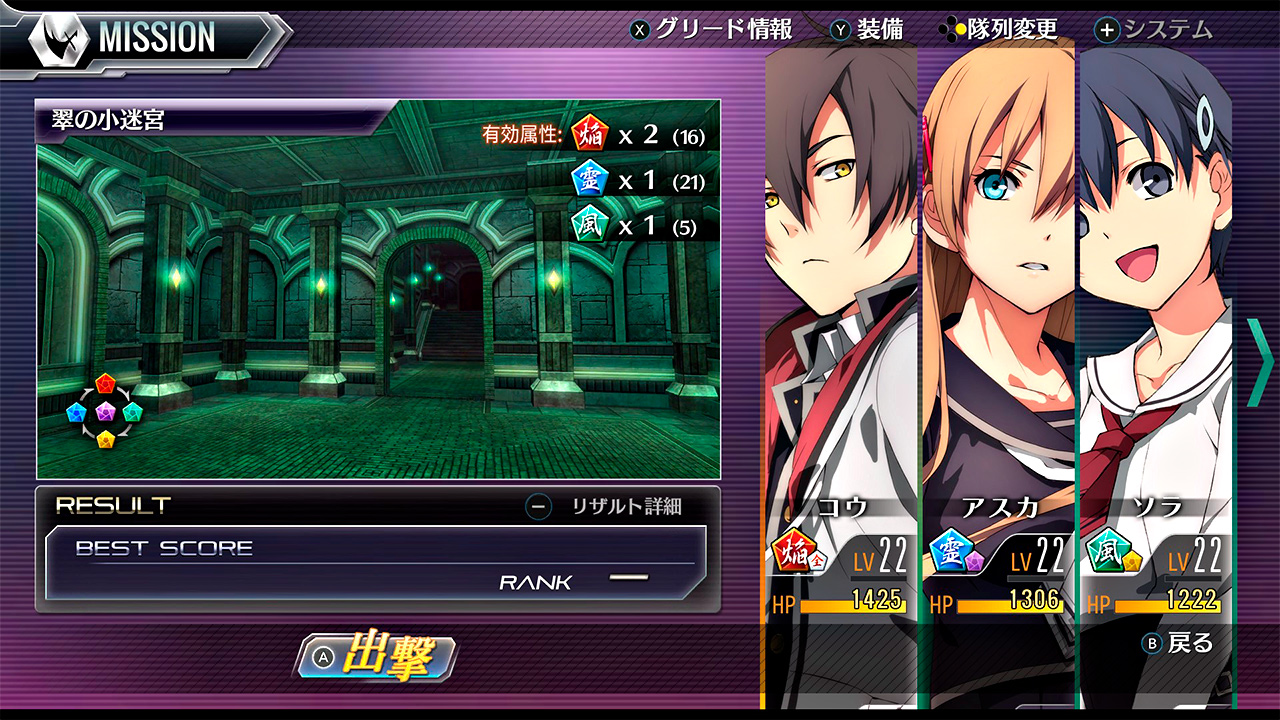 MISSION
X グリード情報 Y 装備 隊列変更 + システム
翠の小迷宮
有効属性: 焔 x 2 (16)
霊 x 1 (21)
風 x 1 (5)
RESULT
− リザルト詳細
BEST SCORE
RANK —
A 出撃
コウ
焔 全 LV 22
HP 1425
アスカ
霊 LV 22
HP 1306
ソラ
風 LV 22
HP 1222
B 戻る